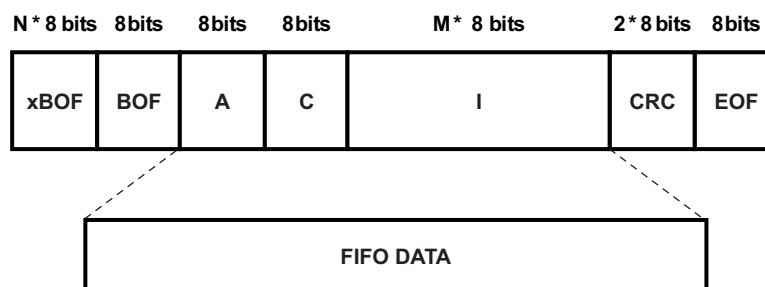 N * 8 bits 8bits 8bits 8bits M * 8 bits 2 * 8 bits 8bits
xBOF BOF A C I CRC EOF
FIFO DATA